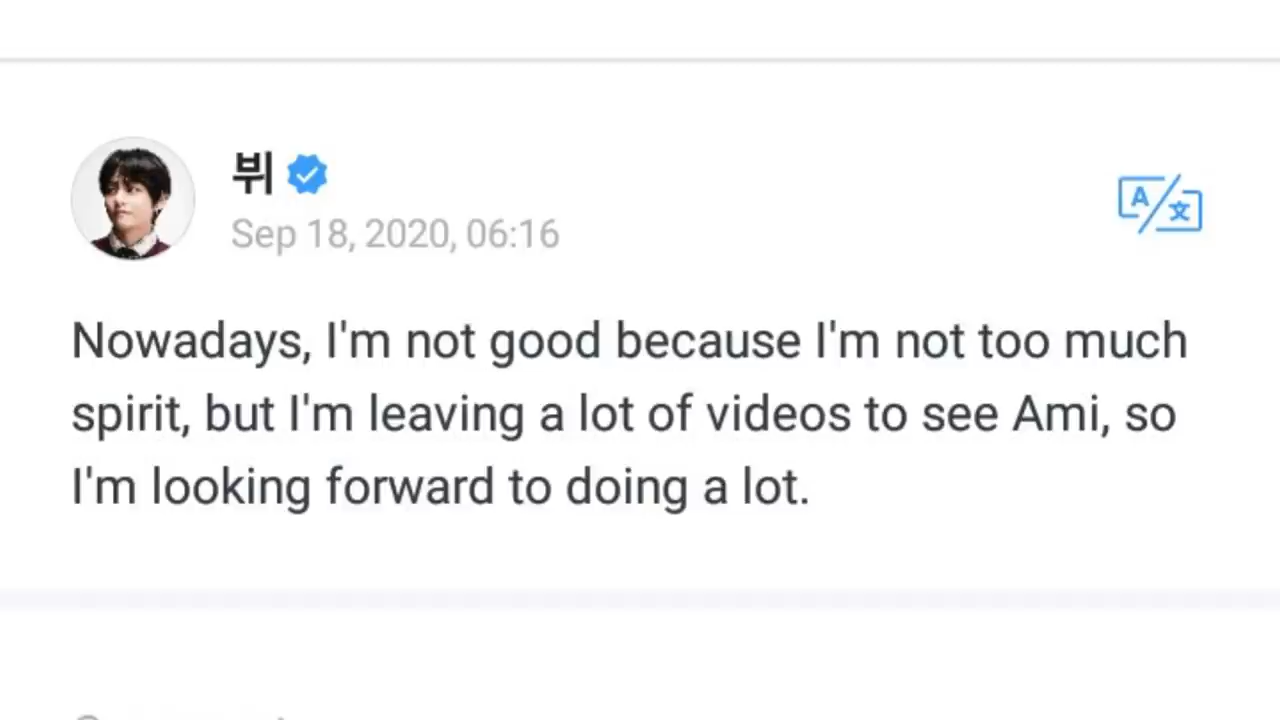 뷔
Sep 18, 2020, 06:16
A 文
Nowadays, I'm not good because I'm not too much
spirit, but I'm leaving a lot of videos to see Ami, so
I'm looking forward to doing a lot.